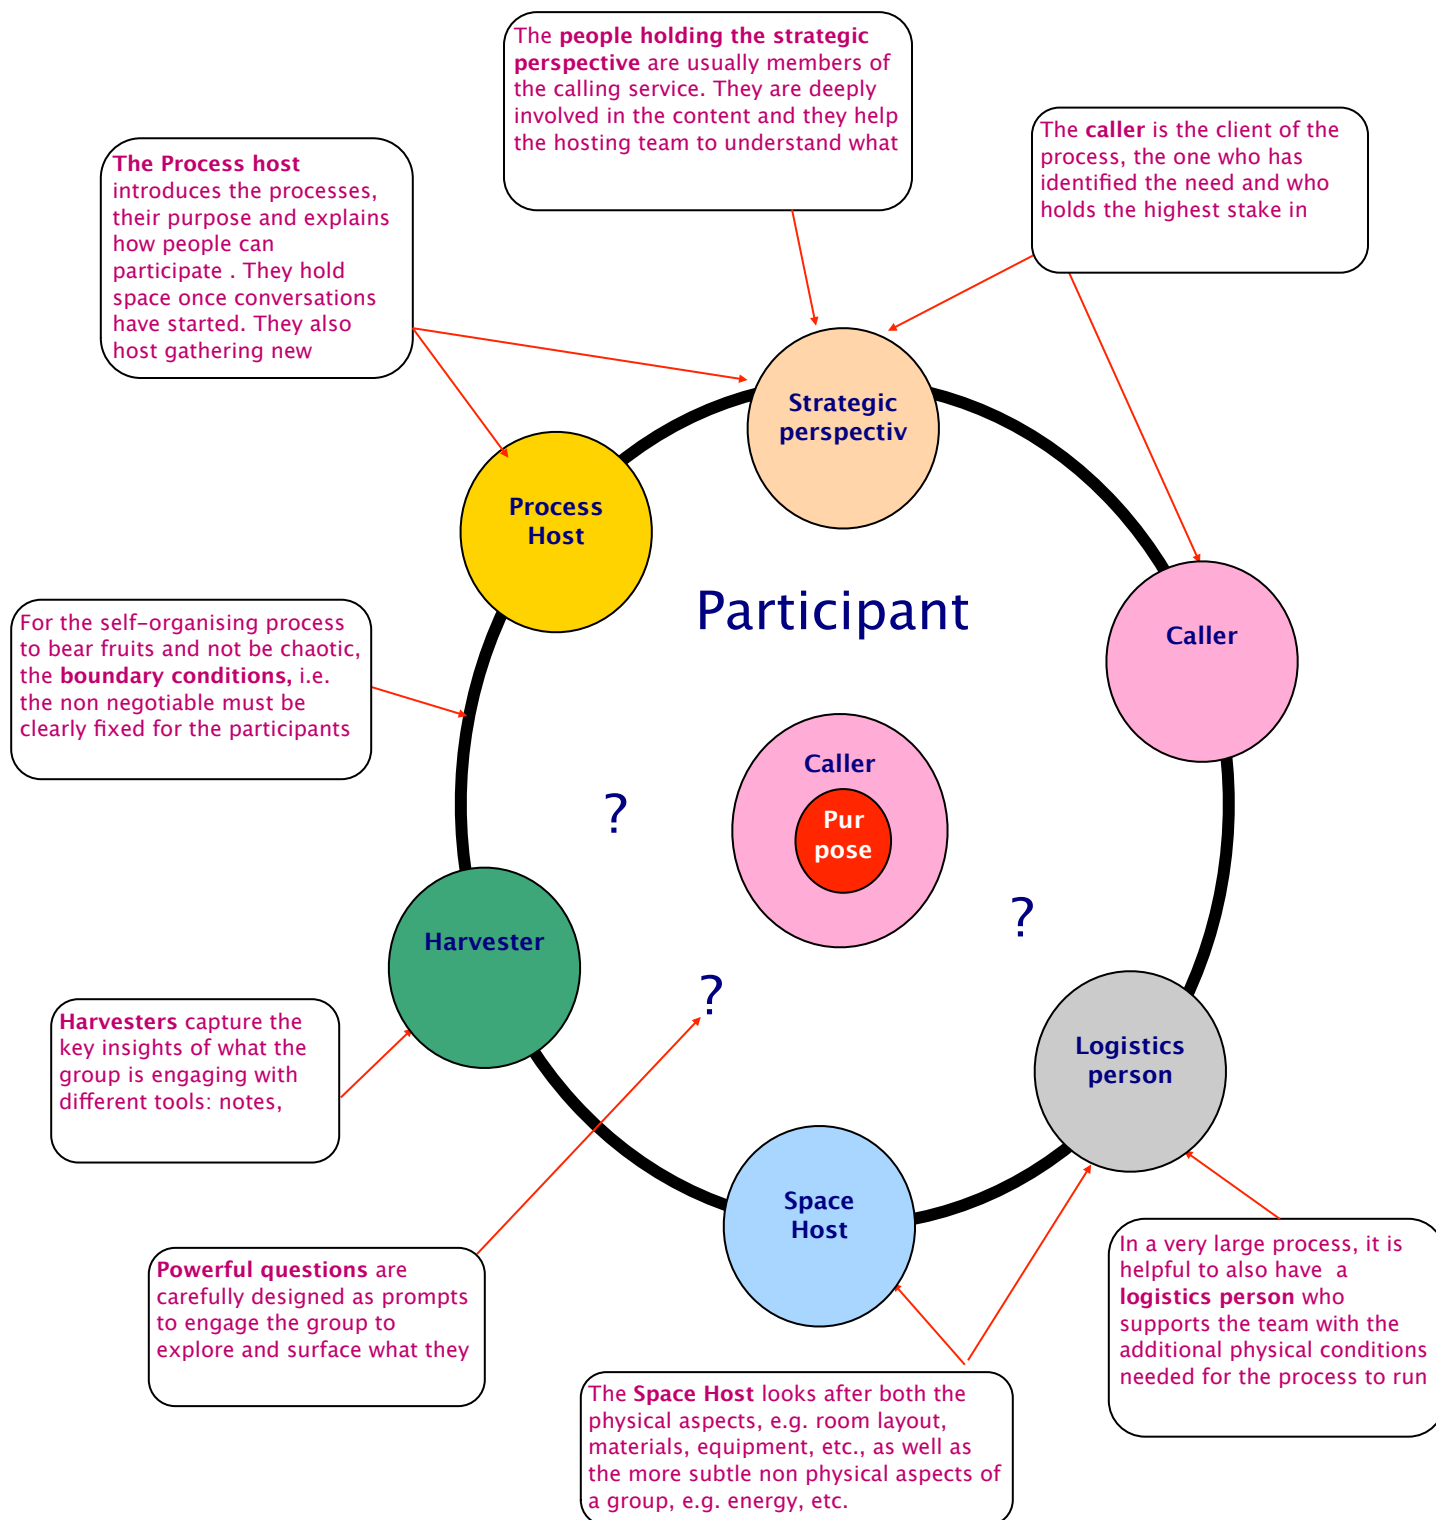 The people holding the strategic
perspective are usually members of
the calling service. They are deeply
involved in the content and they help
the hosting team to understand what
The caller is the client of the
process, the one who has
identified the need and who
holds the highest stake in
The Process host
introduces the processes,
their purpose and explains
how people can
participate . They hold
space once conversations
have started. They also
host gathering new
Strategic
perspectiv
Process
Host
Participant
Caller
For the self-organising process
to bear fruits and not be chaotic,
the boundary conditions, i.e.
the non negotiable must be
clearly fixed for the participants
Caller
Pur
pose
?
?
?
Harvester
Harvesters capture the
key insights of what the
group is engaging with
different tools: notes,
Logistics
person
Space
Host
Powerful questions are
carefully designed as prompts
to engage the group to
explore and surface what they
In a very large process, it is
helpful to also have  a
logistics person who
supports the team with the
additional physical conditions
needed for the process to run
The Space Host looks after both the
physical aspects, e.g. room layout,
materials, equipment, etc., as well as
the more subtle non physical aspects of
a group, e.g. energy, etc.